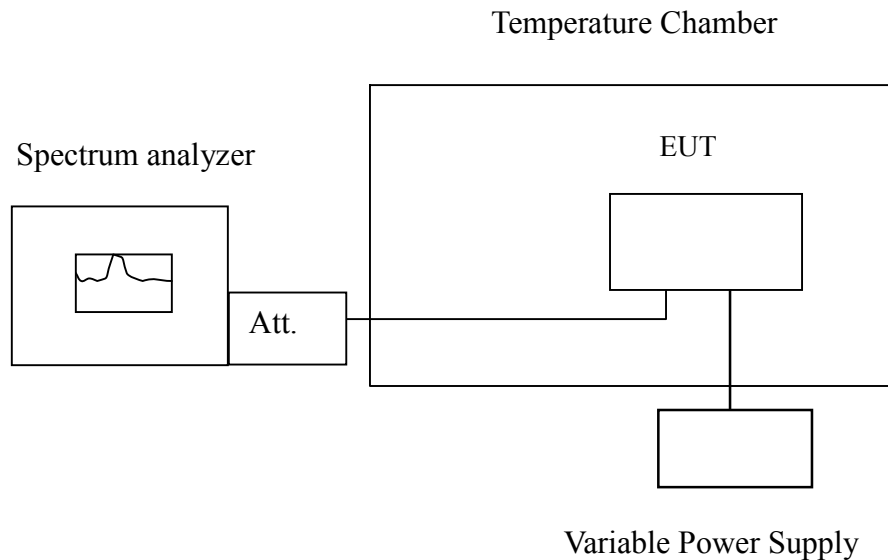 Temperature Chamber
Spectrum analyzer
EUT
Att.
Variable Power Supply